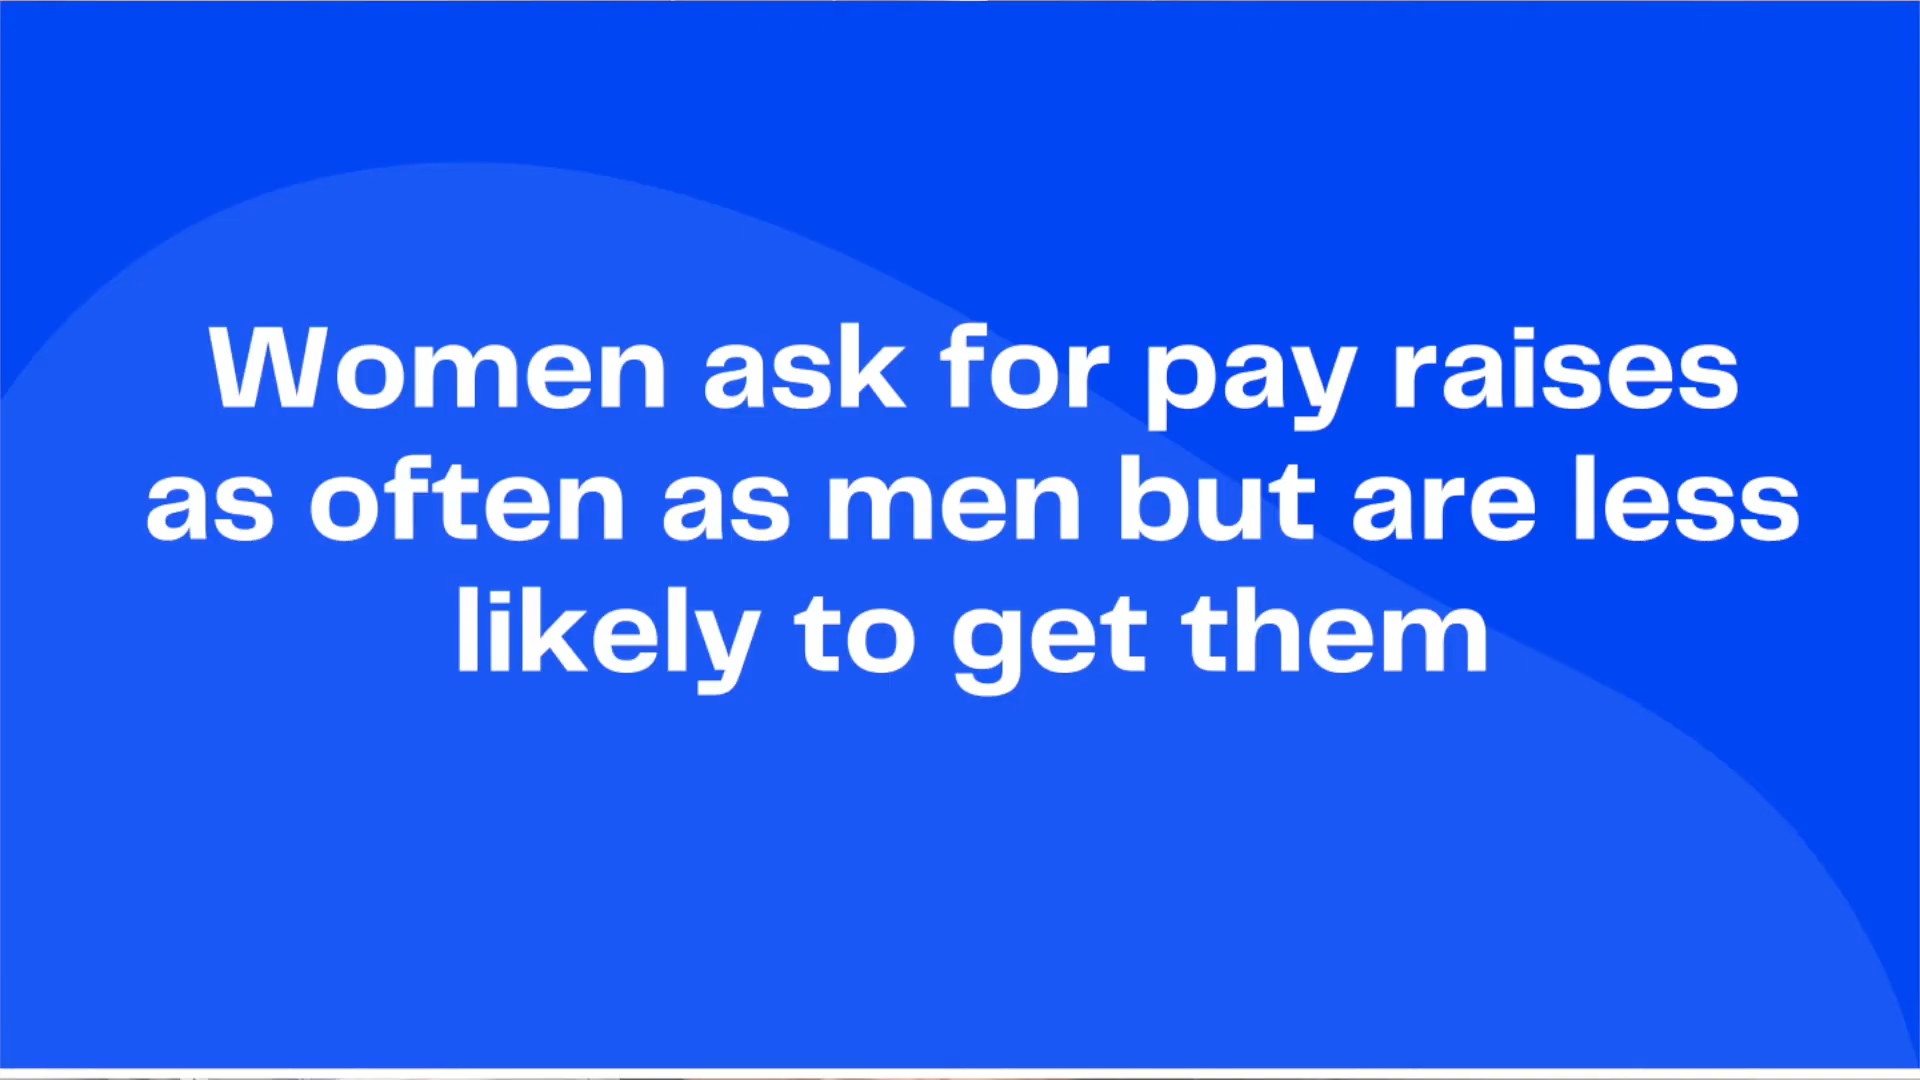 Women ask for pay raises
as often as men but are less
likely to get them